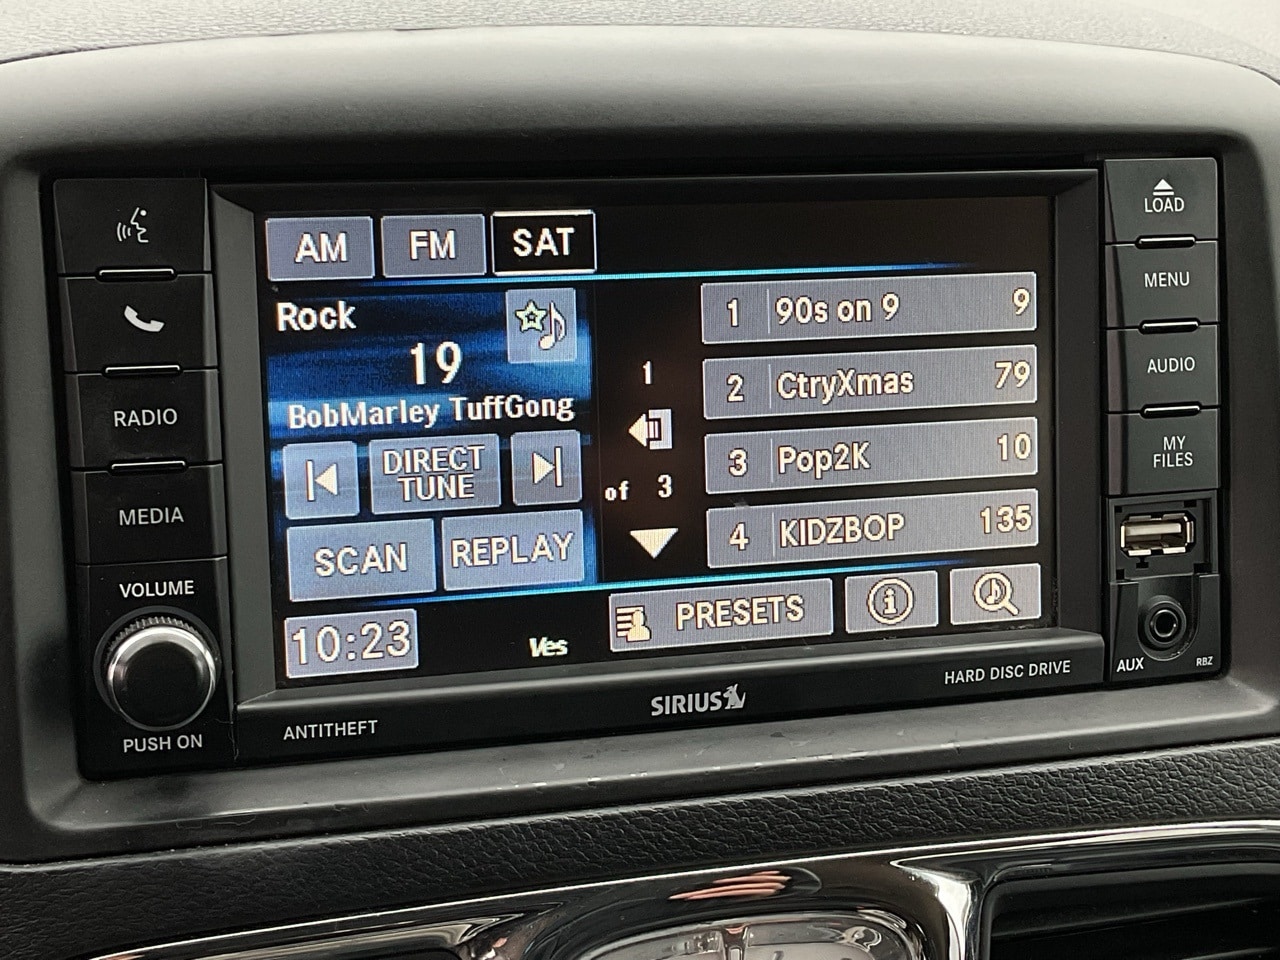 RADIO
MEDIA
VOLUME
PUSH ON
AM FM SAT
Rock
19
BobMarley TuffGong
DIRECT
TUNE
SCAN REPLAY
10:23
Ves
1
of 3
1 90s on 9 9
2 CtryXmas 79
3 Pop2K 10
4 KIDZBOP 135
PRESETS
i
ANTITHEFT
SIRIUS
HARD DISC DRIVE
LOAD
MENU
AUDIO
MY
FILES
AUX RBZ